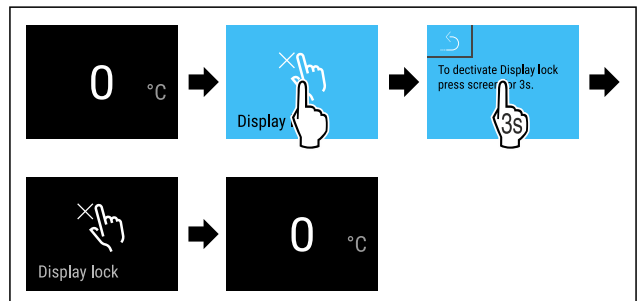 0 °C
Display
To dectivate Display lock
press screen for 3s.
3s
Display lock
0 °C